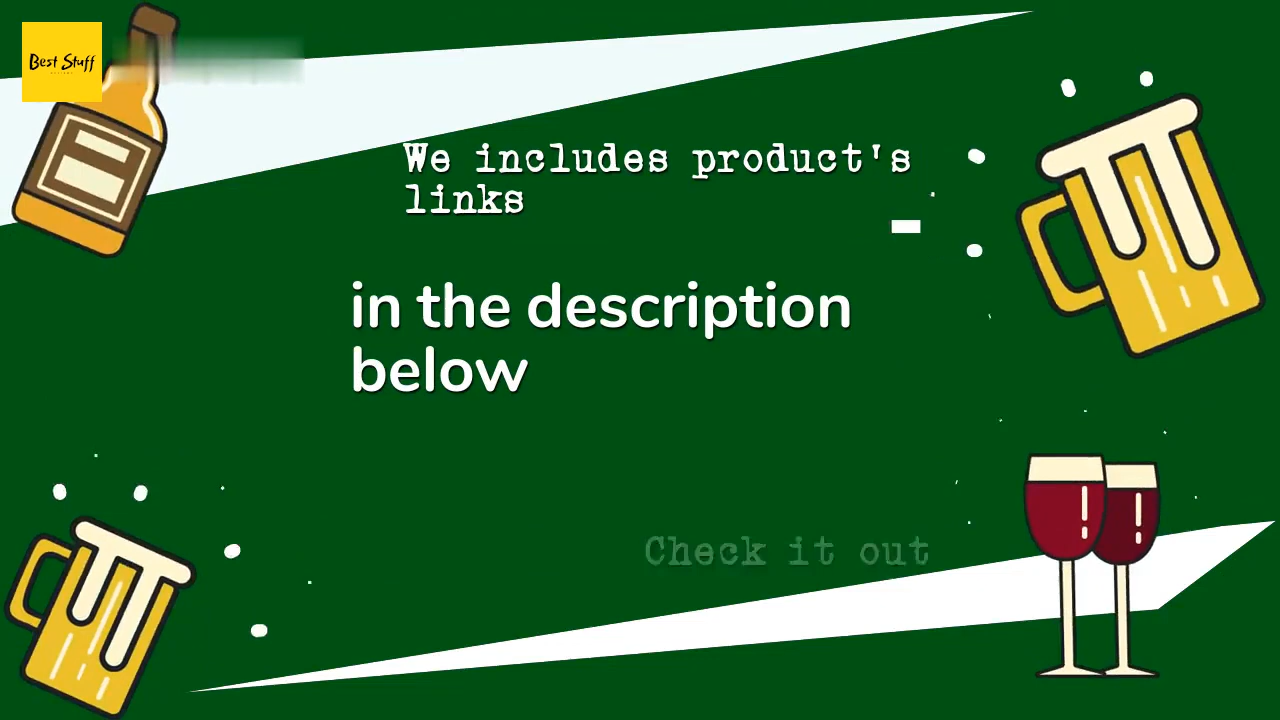 Best Stuff
We includes product's
links
in the description
below
Check it out